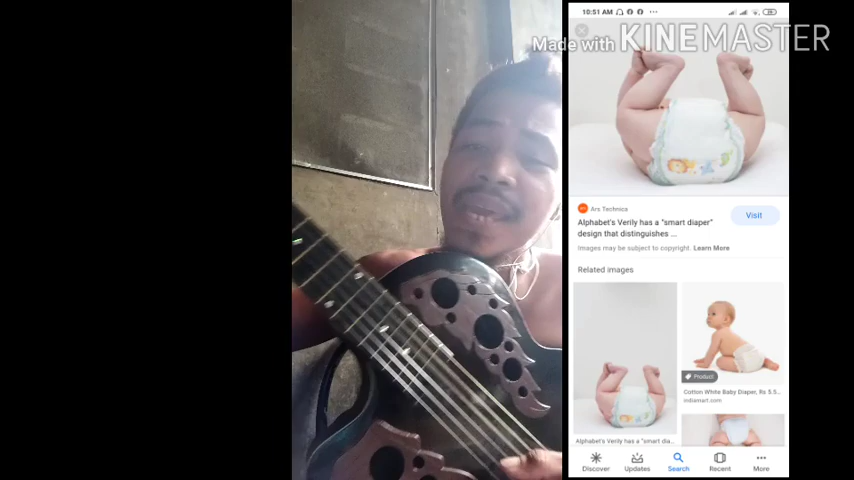 10:51 AM
Made with KINEMASTER
Ars Technica
Visit
Alphabet's Verily has a "smart diaper"
design that distinguishes ...
Images may be subject to copyright. Learn More
Related images
Product
Cotton White Baby Diaper, Rs 5.5...
indiamart.com
Alphabet's Verily has a "smart dia...
Discover
Updates
Search
Recent
More